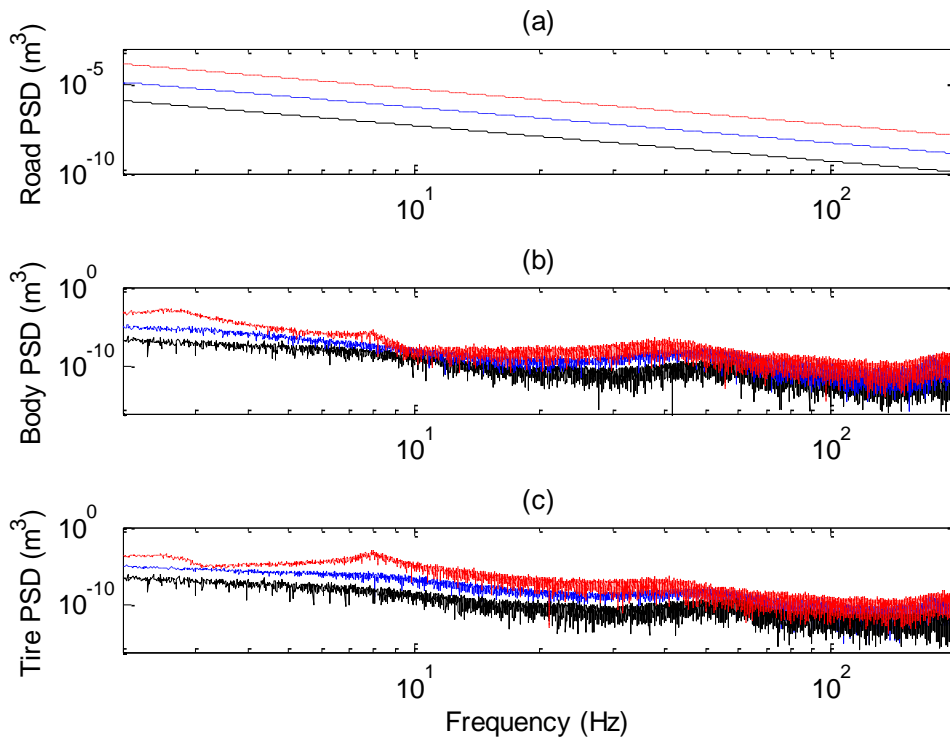 (a)
Road PSD (m³)
10⁻⁵
10⁻¹⁰
10¹
10²
(b)
Body PSD (m³)
10⁰
10⁻¹⁰
10¹
10²
(c)
Tire PSD (m³)
10⁰
10⁻¹⁰
10¹
10²
Frequency (Hz)